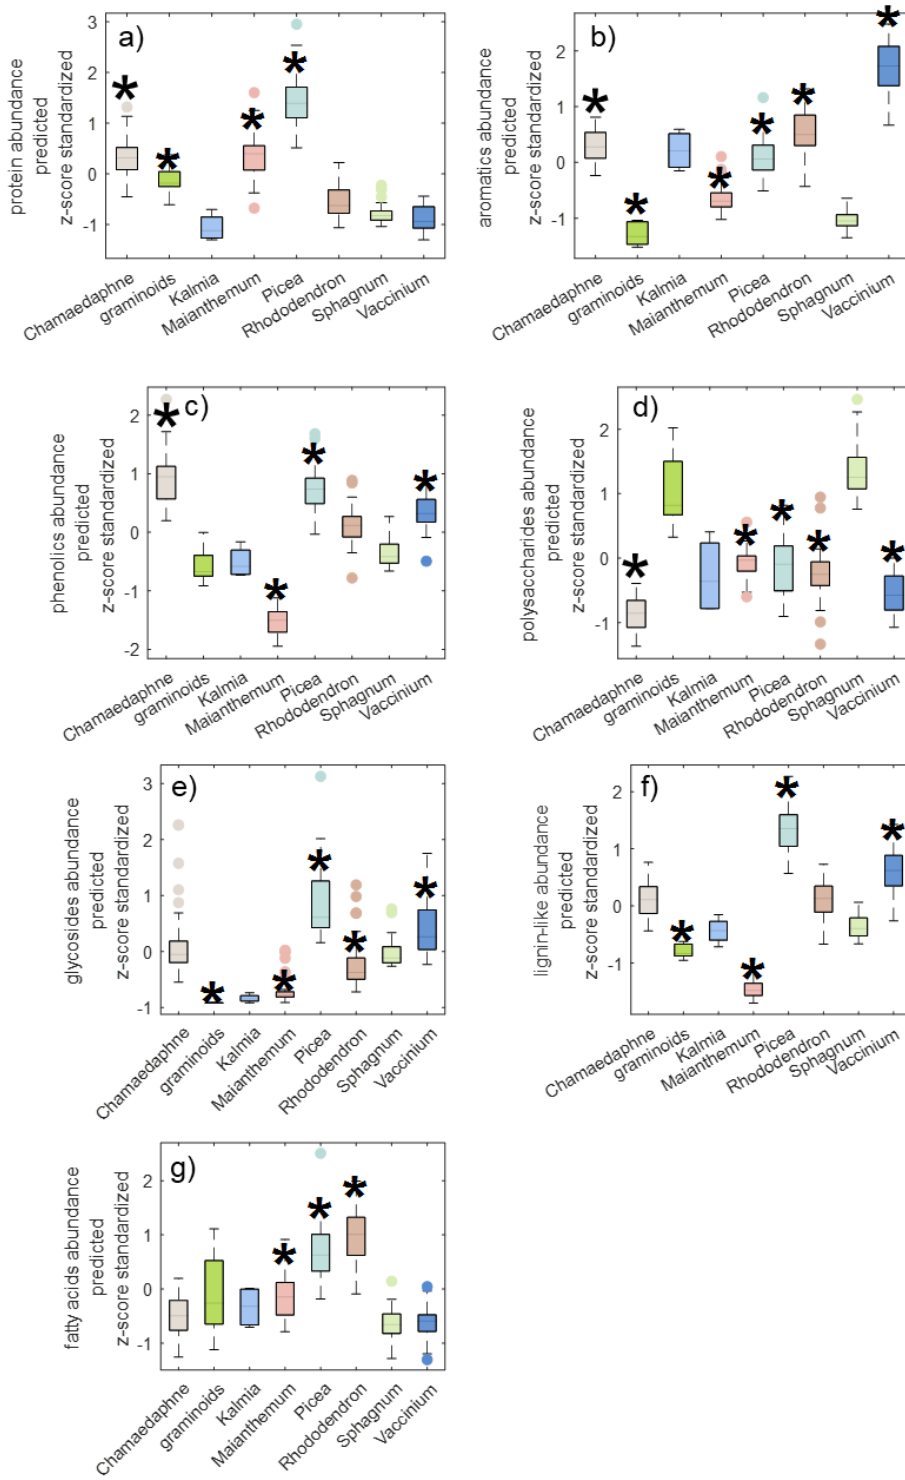 a)
protein abundance
predicted
z-score standardized
3
2
1
0
-1
*
*
*
*
Chamaedaphne
graminoids
Kalmia
Maianthemum
Picea
Rhododendron
Sphagnum
Vaccinium
b)
aromatics abundance
predicted
z-score standardized
2
1
0
-1
*
*
*
*
*
*
Chamaedaphne
graminoids
Kalmia
Maianthemum
Picea
Rhododendron
Sphagnum
Vaccinium
c)
phenolics abundance
predicted
z-score standardized
2
1
0
-1
-2
*
*
*
*
Chamaedaphne
graminoids
Kalmia
Maianthemum
Picea
Rhododendron
Sphagnum
Vaccinium
d)
polysaccharides abundance
predicted
z-score standardized
2
1
0
-1
*
*
*
*
*
Chamaedaphne
graminoids
Kalmia
Maianthemum
Picea
Rhododendron
Sphagnum
Vaccinium
e)
glycosides abundance
predicted
z-score standardized
3
2
1
0
-1
*
*
*
*
*
Chamaedaphne
graminoids
Kalmia
Maianthemum
Picea
Rhododendron
Sphagnum
Vaccinium
f)
lignin-like abundance
predicted
z-score standardized
2
1
0
-1
*
*
*
*
Chamaedaphne
graminoids
Kalmia
Maianthemum
Picea
Rhododendron
Sphagnum
Vaccinium
g)
fatty acids abundance
predicted
z-score standardized
2
1
0
-1
*
*
*
Chamaedaphne
graminoids
Kalmia
Maianthemum
Picea
Rhododendron
Sphagnum
Vaccinium